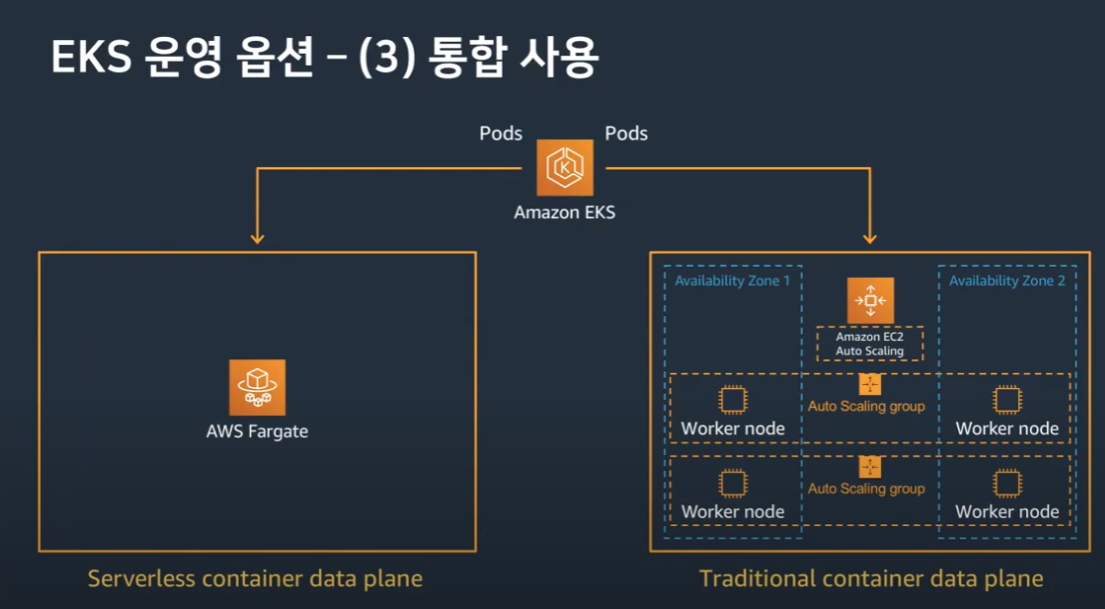 EKS 운영 옵션 – (3) 통합 사용
Pods
Pods
Amazon EKS
AWS Fargate
Serverless container data plane
Availability Zone 1
Availability Zone 2
Amazon EC2
Auto Scaling
Auto Scaling group
Worker node
Worker node
Auto Scaling group
Worker node
Worker node
Traditional container data plane